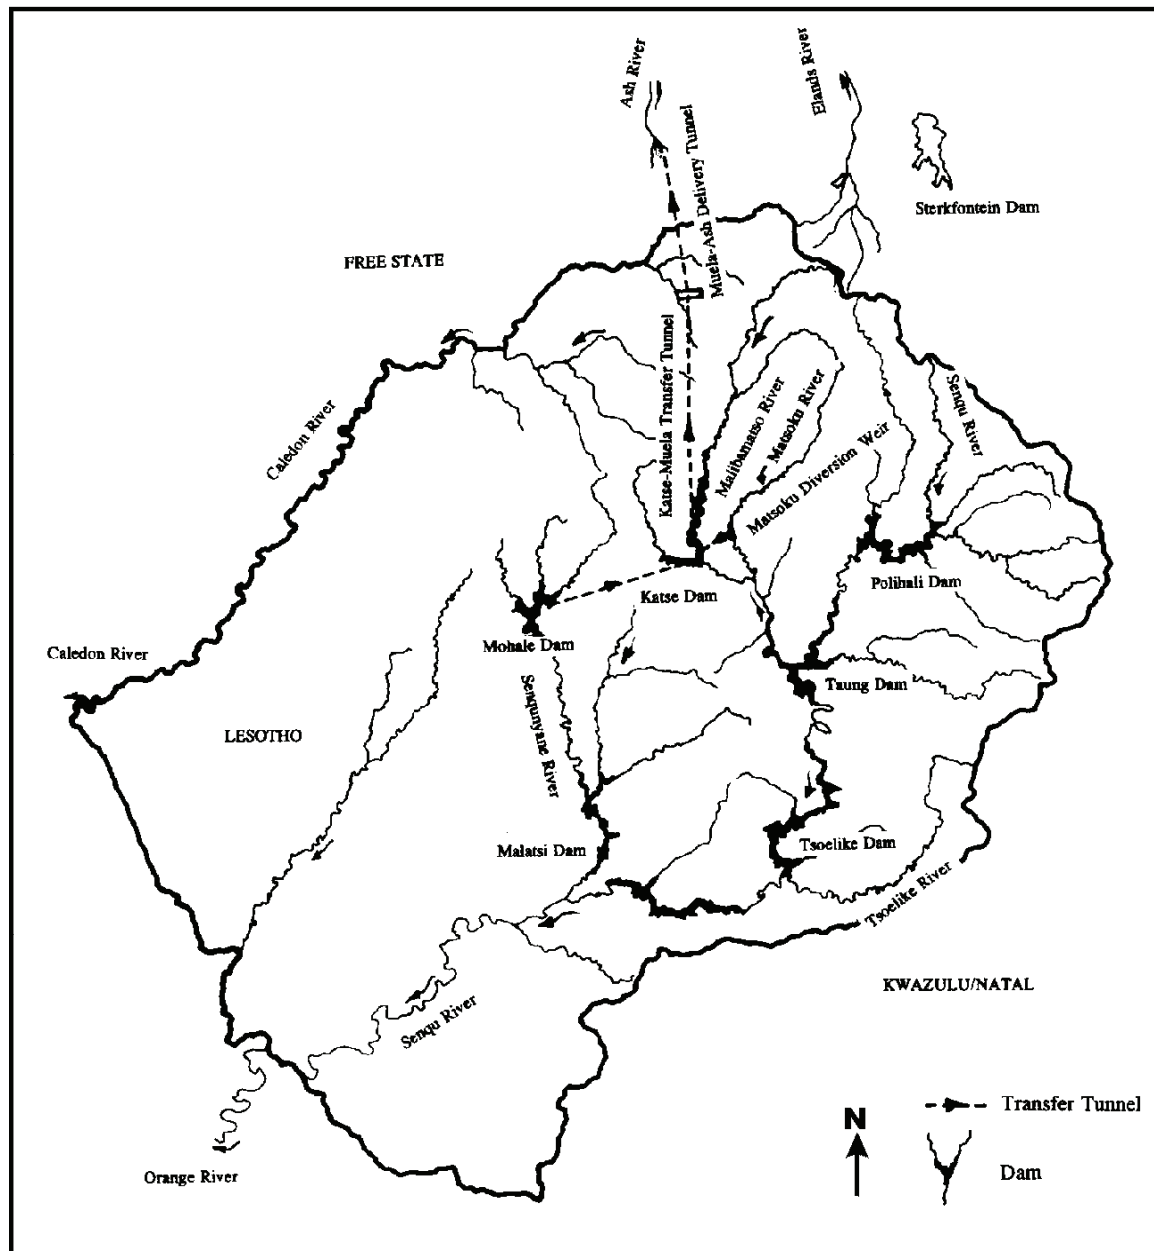 Ash River
Elands River
Muela-Ash Delivery Tunnel
Sterkfontein Dam
FREE STATE
Katse-Muela Transfer Tunnel
Maiibamatso River
Matsoku River
Matsoku Diversion Weir
Senqu River
Caledon River
Polihali Dam
Katse Dam
Mohale Dam
Caledon River
Taung Dam
Senqunyane River
LESOTHO
Malatsi Dam
Tsoelike Dam
Tsoelike River
KWAZULU/NATAL
Senqu River
Orange River
N
Transfer Tunnel
Dam